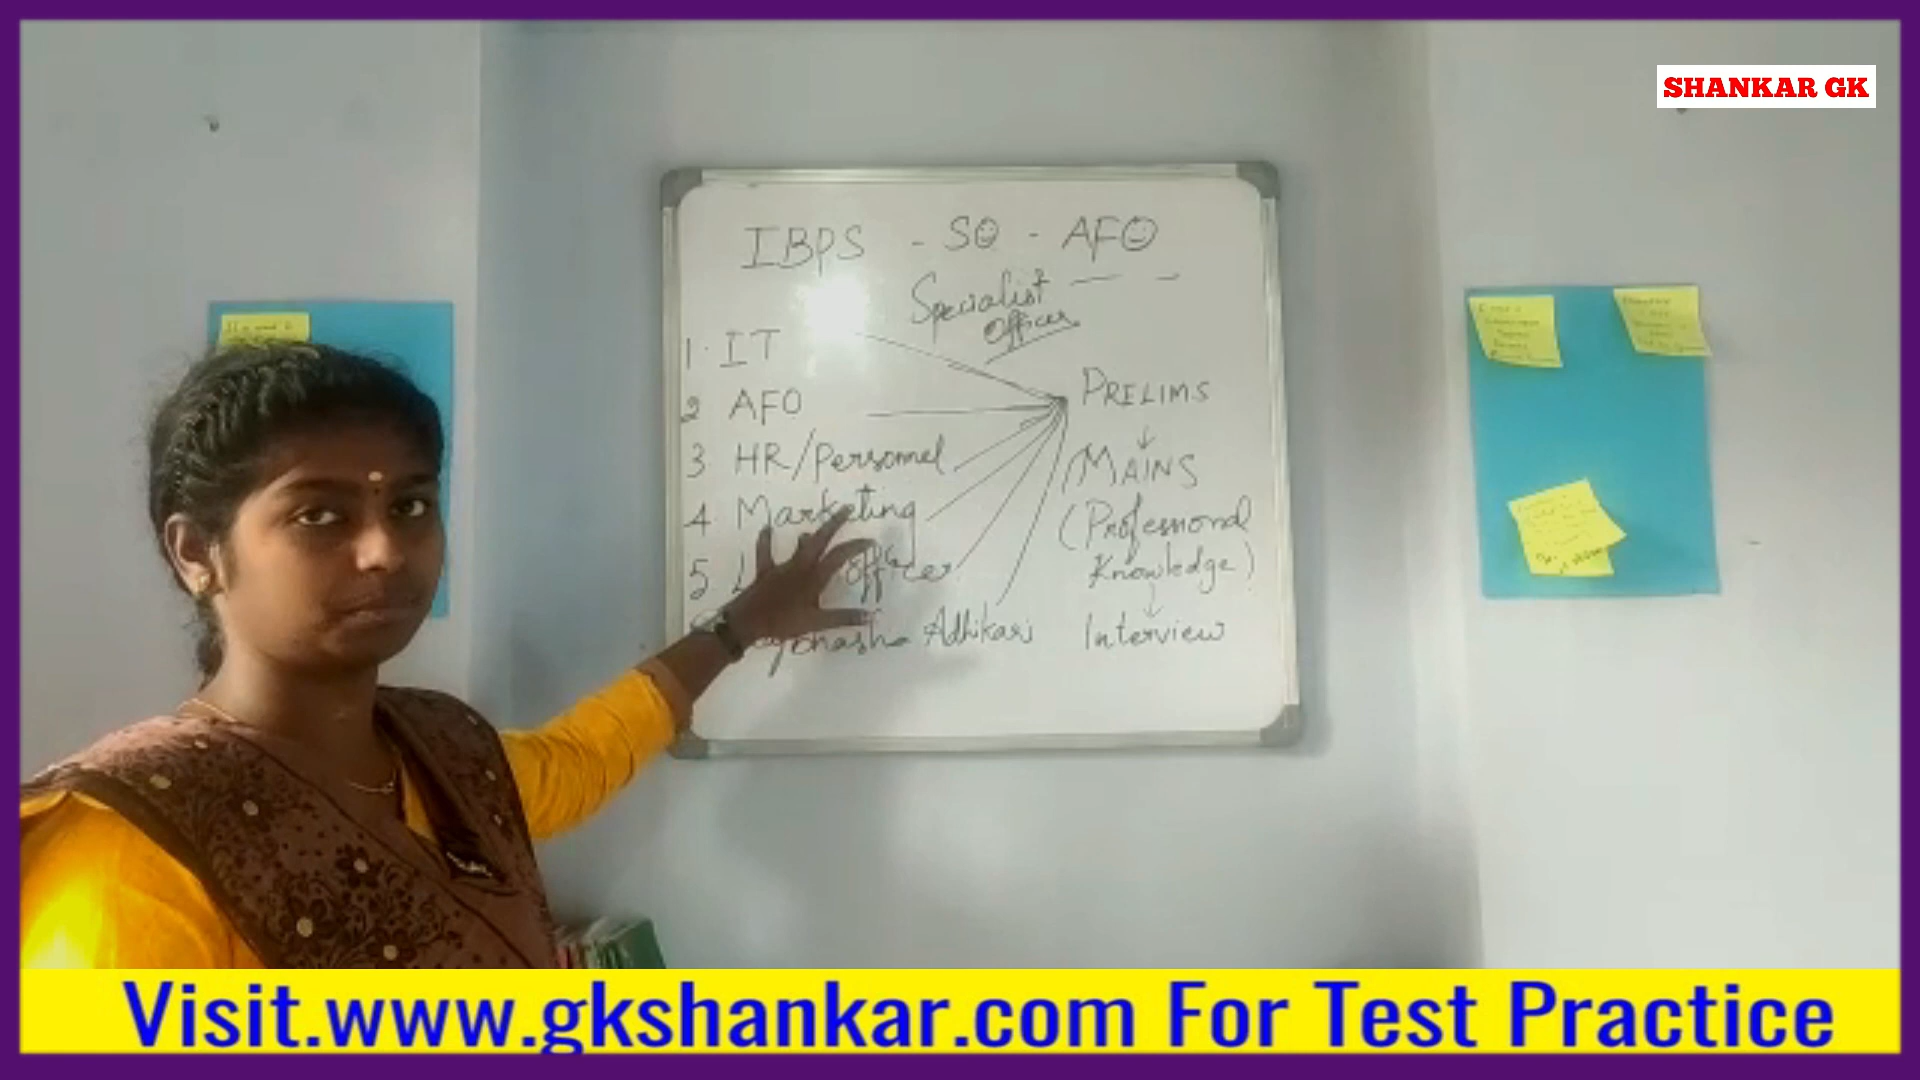 SHANKAR GK
IBPS - SO - AFO
Specialist
Officer
1. IT
2 AFO
3 HR/Personnel
4 Marketing
5 officer
Adhikari
PRELIMS
↓
MAINS
(Professional
Knowledge)
↓
Interview
Visit.www.gkshankar.com For Test Practice